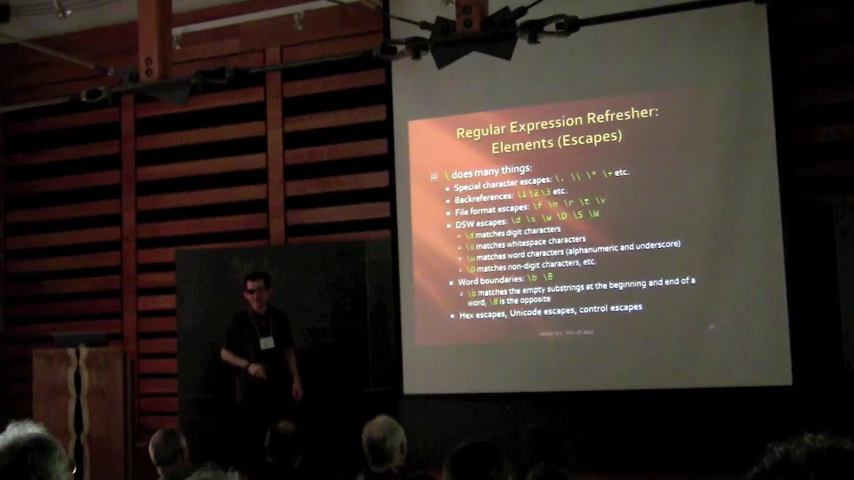 Regular Expression Refresher:
Elements (Escapes)
\ does many things:
Special character escapes: \. \\ \* \+ etc.
Backreferences: \1 \2 \3 etc.
File format escapes: \f \n \r \t \v
DSW escapes: \d \s \w \D \S \W
\d matches digit characters
\s matches whitespace characters
\w matches word characters (alphanumeric and underscore)
\D matches non-digit characters, etc.
Word boundaries: \b \B
\b matches the empty substrings at the beginning and end of a
word, \B is the opposite
Hex escapes, Unicode escapes, control escapes